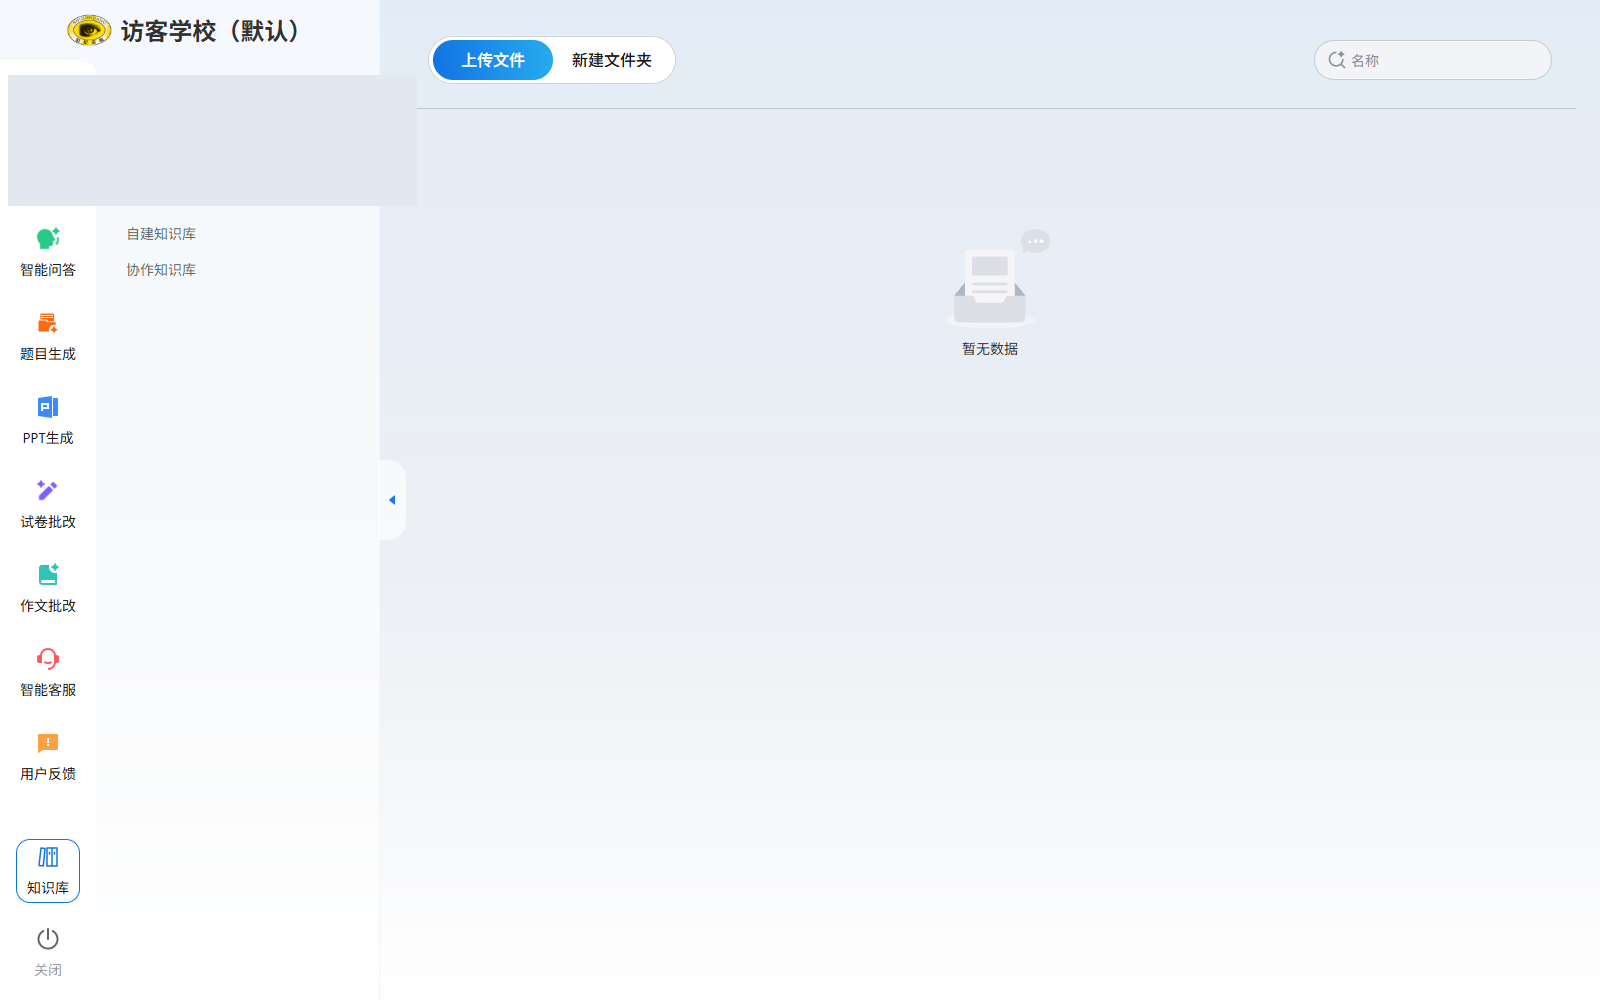 访客学校（默认）
上传文件
新建文件夹
名称
智能问答
题目生成
PPT生成
试卷批改
作文批改
智能客服
用户反馈
知识库
关闭
自建知识库
协作知识库
暂无数据